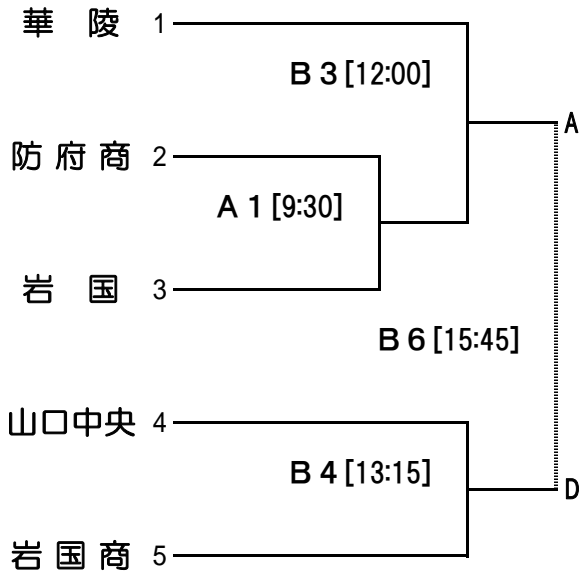 華陵 1
B3[12:00]
A
防府商 2
A1[9:30]
岩国 3
B6[15:45]
山口中央 4
B4[13:15]
D
岩国商 5